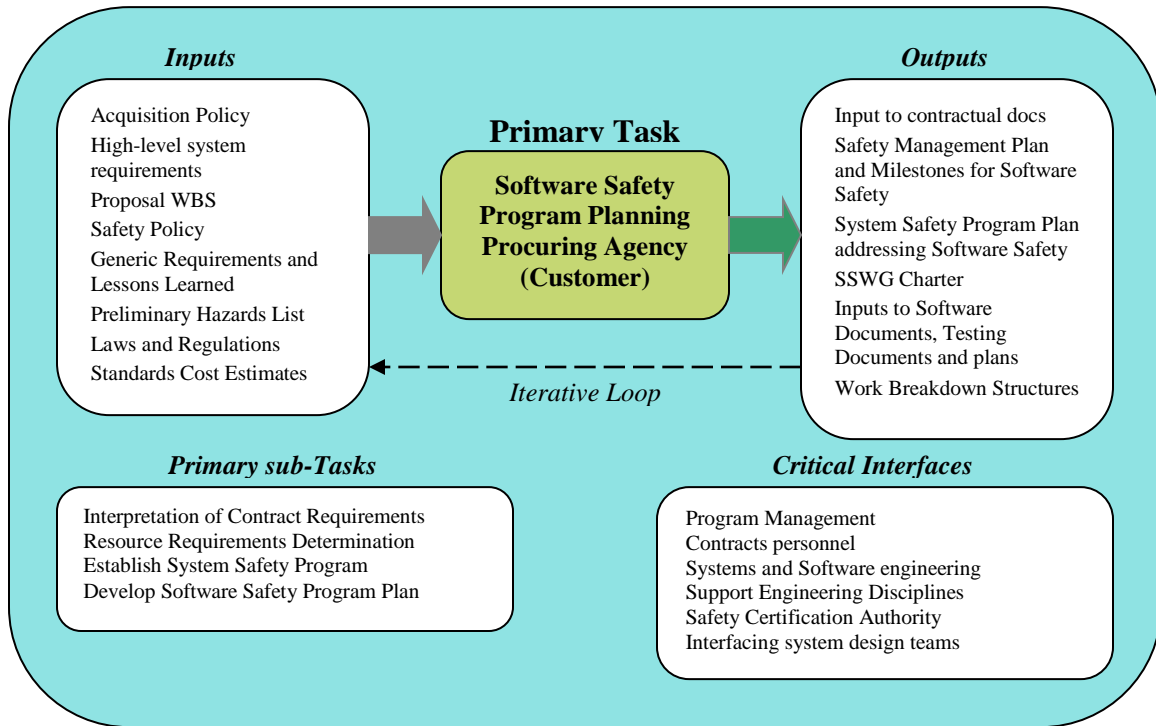 Inputs
Acquisition Policy
High-level system
requirements
Proposal WBS
Safety Policy
Generic Requirements and
Lessons Learned
Preliminary Hazards List
Laws and Regulations
Standards Cost Estimates
Primary Task
Software Safety
Program Planning
Procuring Agency
(Customer)
Iterative Loop
Outputs
Input to contractual docs
Safety Management Plan
and Milestones for Software
Safety
System Safety Program Plan
addressing Software Safety
SSWG Charter
Inputs to Software
Documents, Testing
Documents and plans
Work Breakdown Structures
Primary sub-Tasks
Interpretation of Contract Requirements
Resource Requirements Determination
Establish System Safety Program
Develop Software Safety Program Plan
Critical Interfaces
Program Management
Contracts personnel
Systems and Software engineering
Support Engineering Disciplines
Safety Certification Authority
Interfacing system design teams